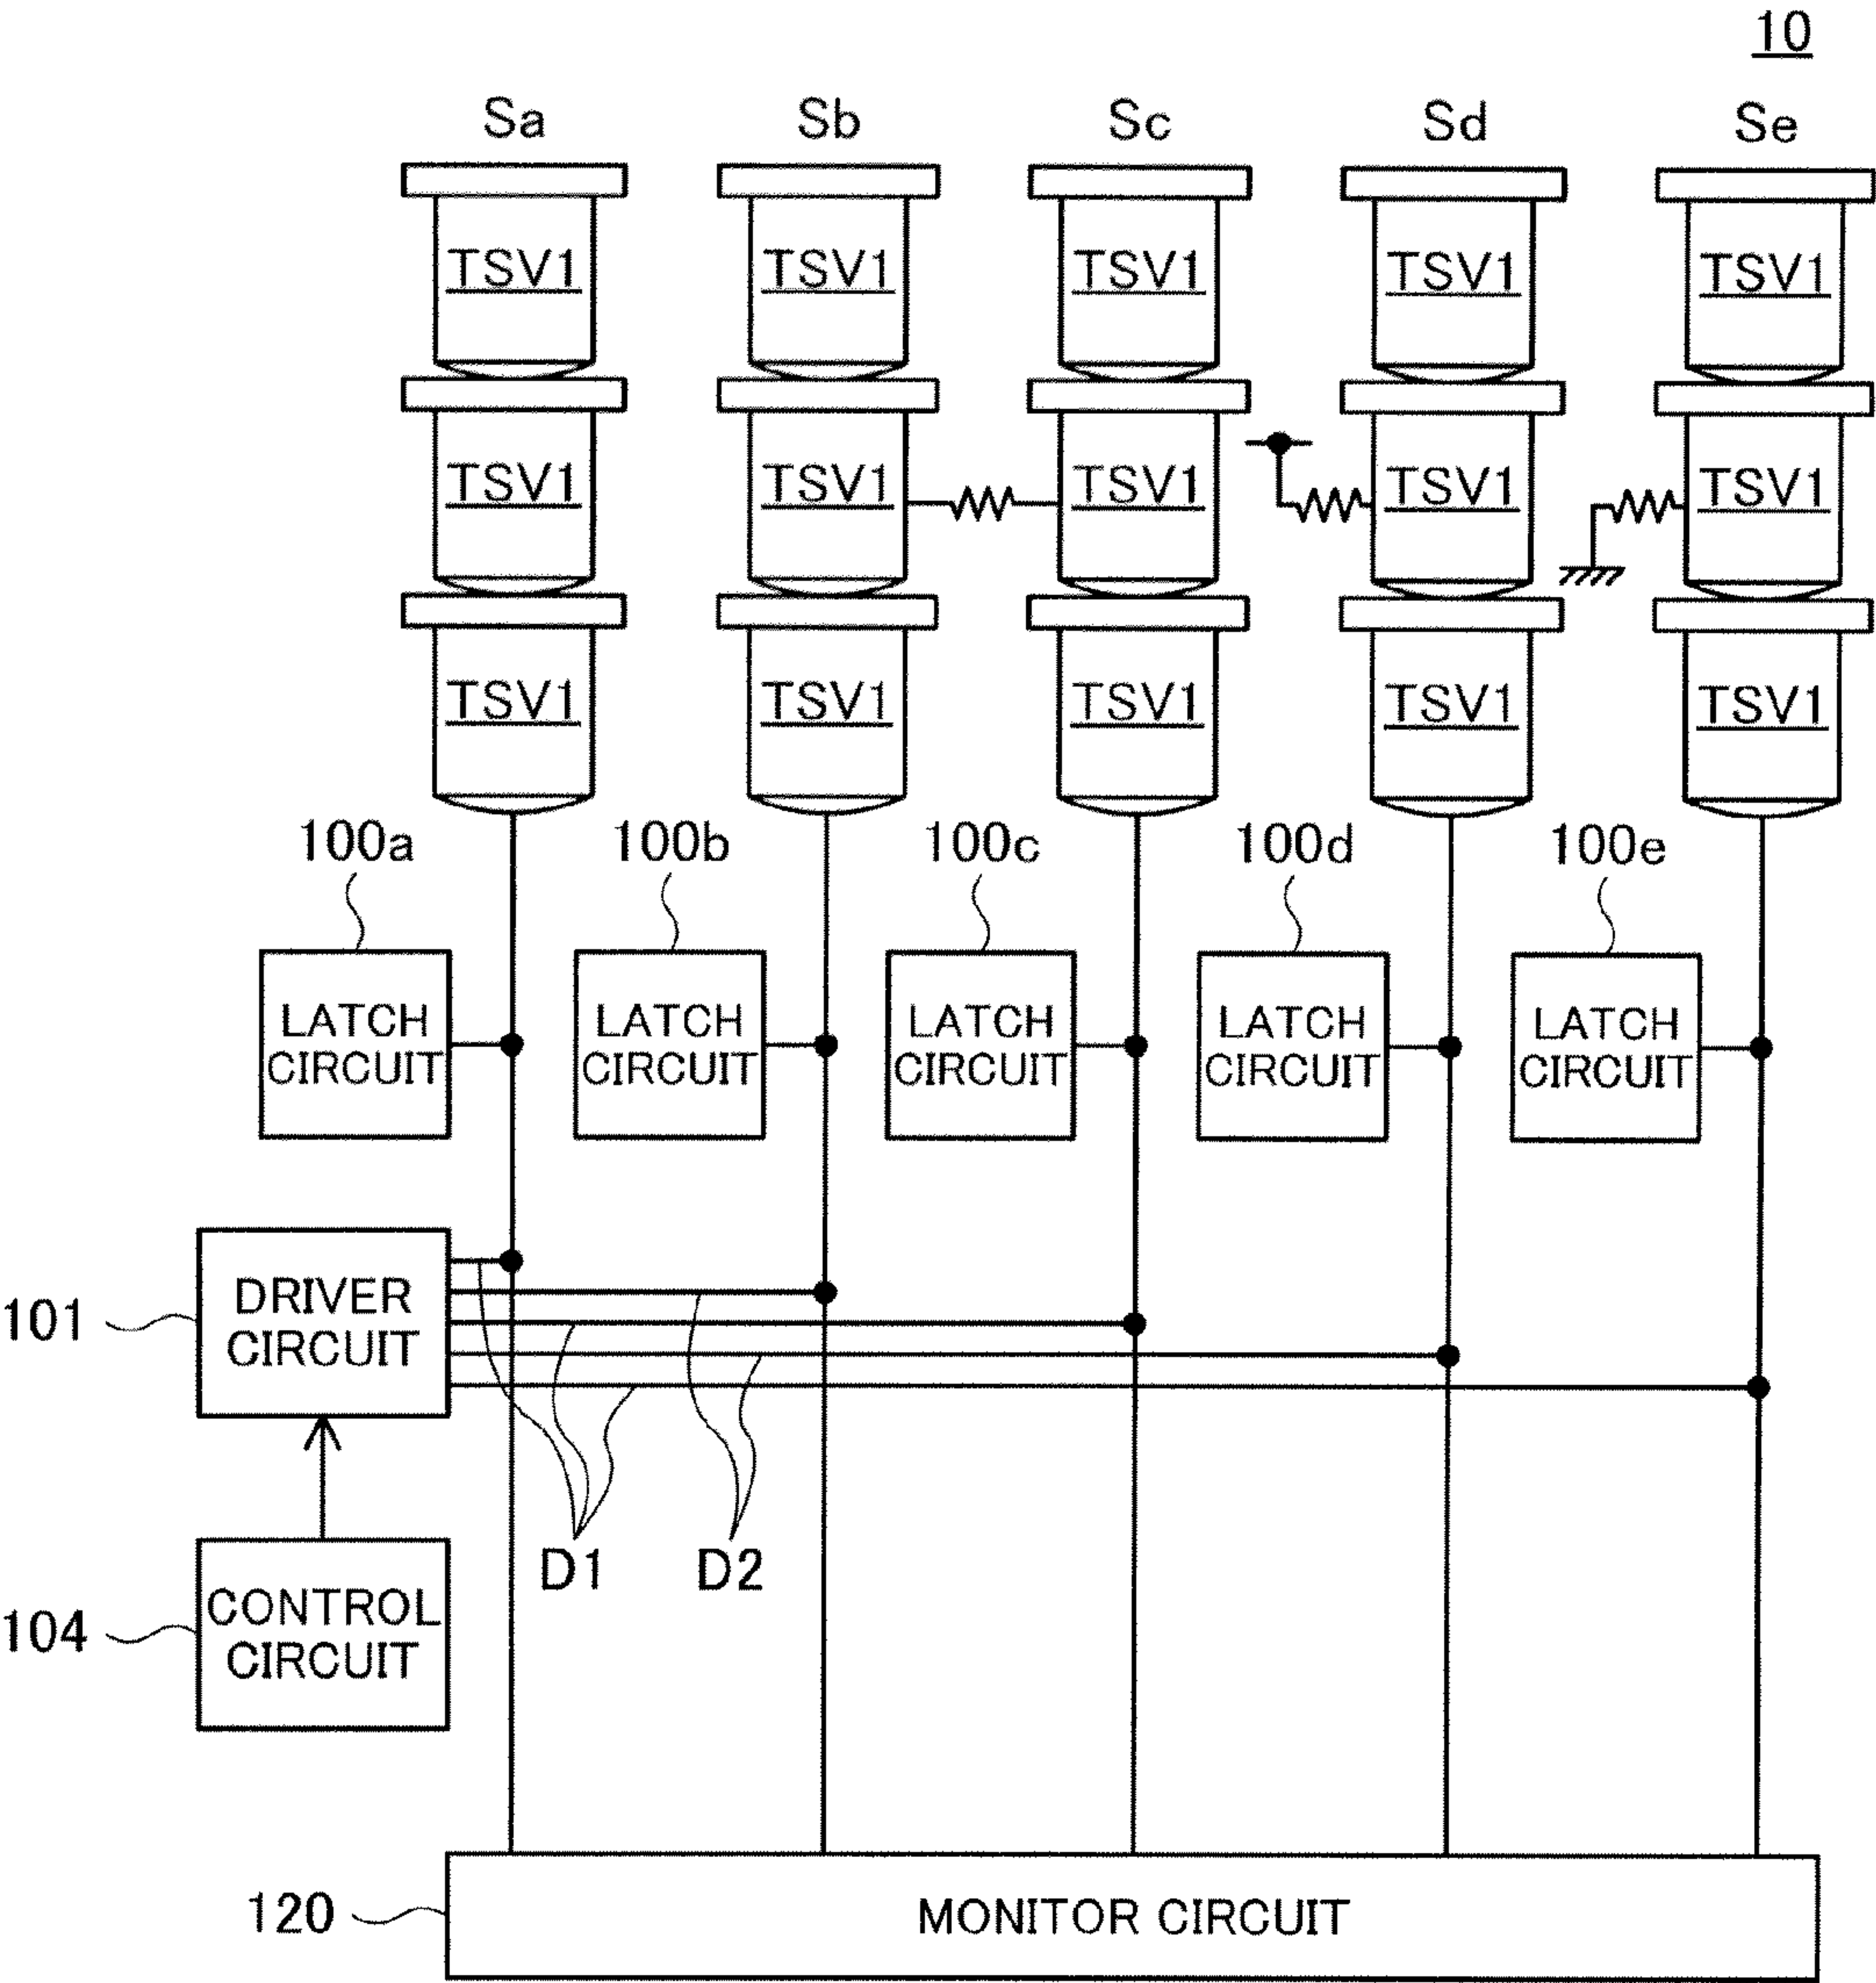 10
Sa Sb Sc Sd Se
TSV1 TSV1 TSV1 TSV1 TSV1
TSV1 TSV1 TSV1 TSV1 TSV1
TSV1 TSV1 TSV1 TSV1 TSV1
100a 100b 100c 100d 100e
LATCH LATCH LATCH LATCH LATCH
CIRCUIT CIRCUIT CIRCUIT CIRCUIT CIRCUIT
DRIVER
101 CIRCUIT
D1 D2
CONTROL
104 CIRCUIT
120 MONITOR CIRCUIT